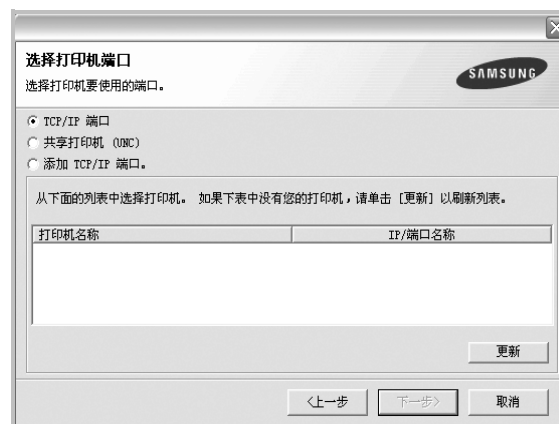 选择打印机端口
选择打印机要使用的端口。
SAMSUNG
TCP/IP 端口
共享打印机 (UNC)
添加 TCP/IP 端口。
从下面的列表中选择打印机。 如果下表中没有您的打印机，请单击 [更新] 以刷新列表。
打印机名称 IP/端口名称
更新
<上一步 下一步> 取消